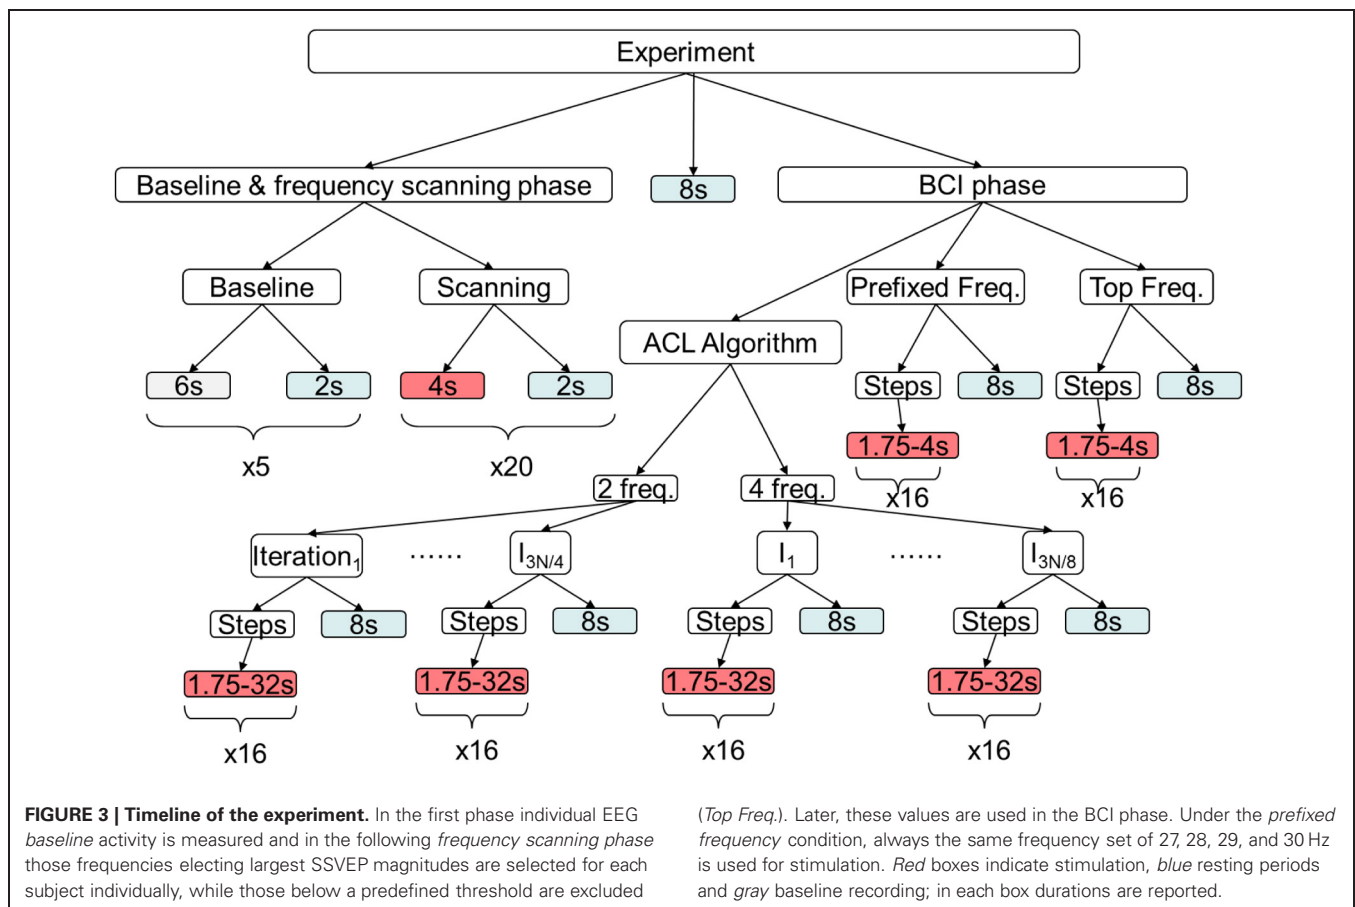 Experiment
Baseline & frequency scanning phase
8s
BCI phase
Baseline
Scanning
Prefixed Freq.
Top Freq.
ACL Algorithm
6s
2s
4s
2s
Steps
8s
Steps
8s
x5
x20
1.75-4s
1.75-4s
x16
x16
2 freq.
4 freq.
Iteration1
......
I3N/4
I1
......
I3N/8
Steps
8s
Steps
8s
Steps
8s
Steps
8s
1.75-32s
1.75-32s
1.75-32s
1.75-32s
x16
x16
x16
x16
FIGURE 3 | Timeline of the experiment. In the first phase individual EEG
baseline activity is measured and in the following frequency scanning phase
those frequencies electing largest SSVEP magnitudes are selected for each
subject individually, while those below a predefined threshold are excluded
(Top Freq.). Later, these values are used in the BCI phase. Under the prefixed
frequency condition, always the same frequency set of 27, 28, 29, and 30 Hz
is used for stimulation. Red boxes indicate stimulation, blue resting periods
and gray baseline recording; in each box durations are reported.